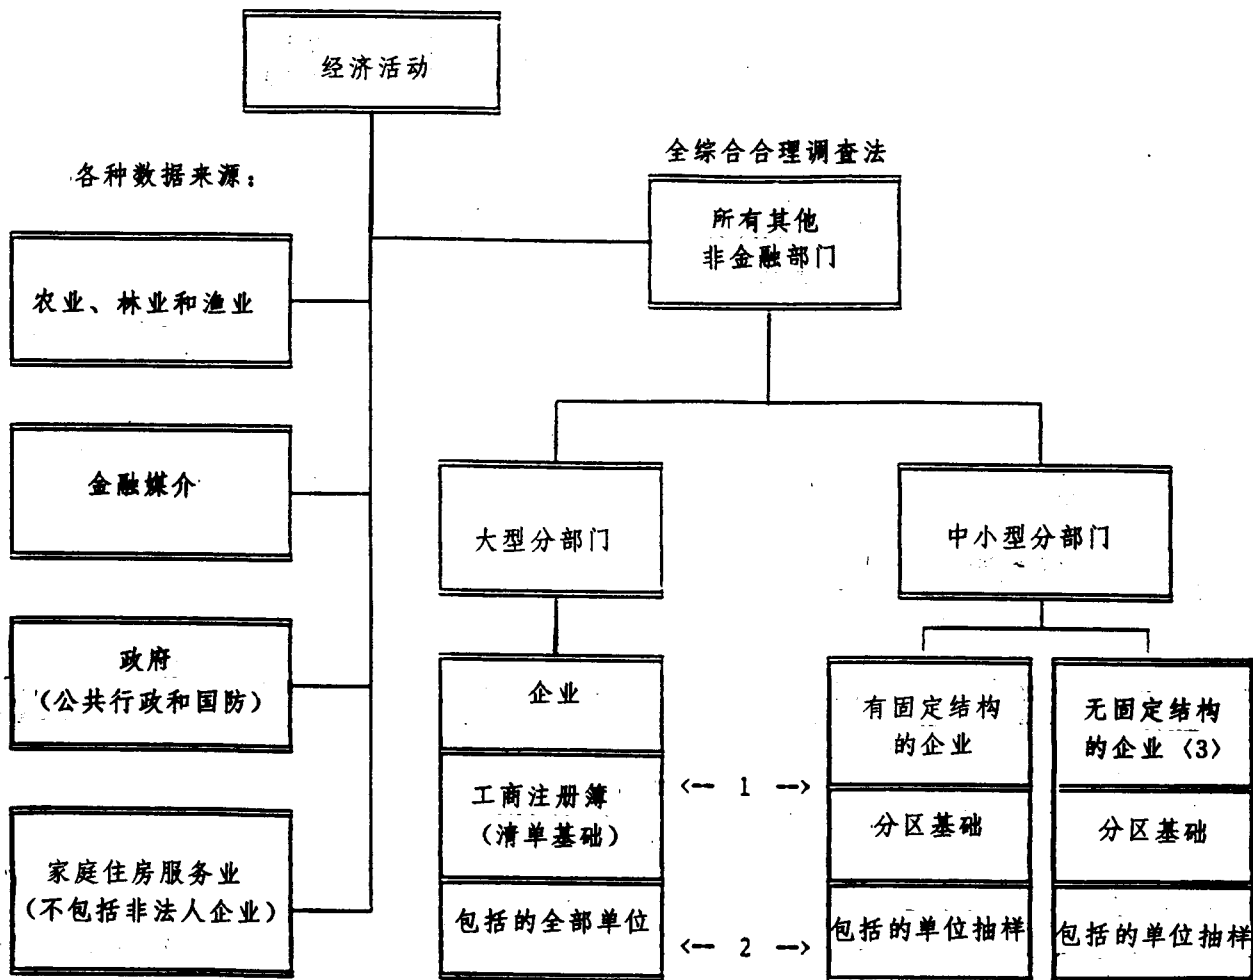 经济活动
各种数据来源：
全综合合理调查法
所有其他
非金融部门
农业、林业和渔业
金融媒介
政府
（公共行政和国防）
家庭住房服务业
（不包括非法人企业）
大型分部门
中小型分部门
企业
工商注册簿
（清单基础）
包括的全部单位
<-- 1 -->
<-- 2 -->
有固定结构
的企业
分区基础
包括的单位抽样
无固定结构
的企业〈3〉
分区基础
包括的单位抽样